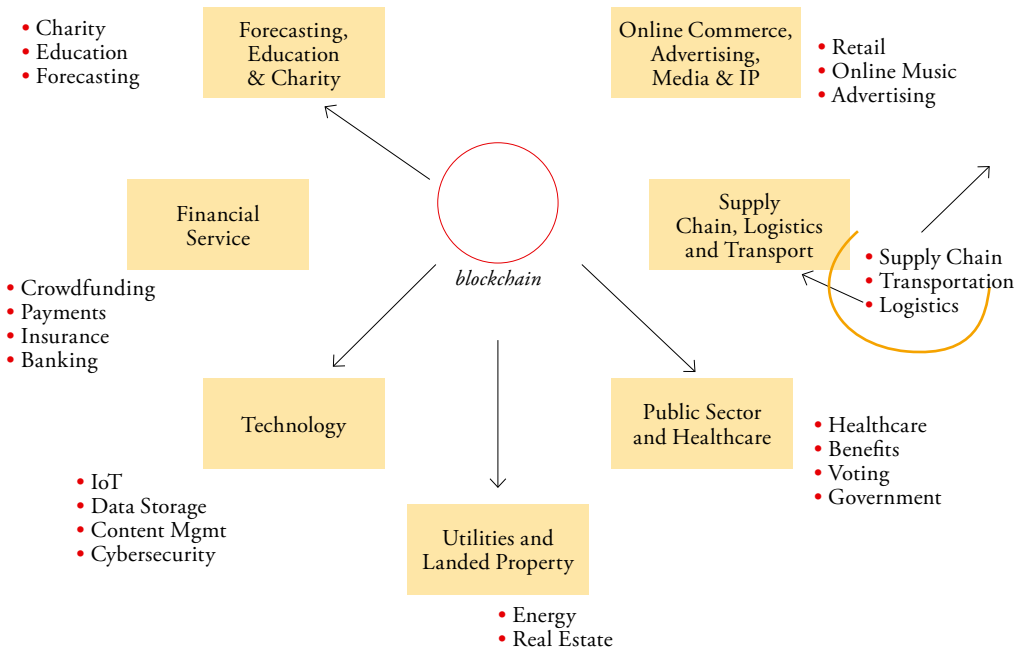 • Charity
• Education
• Forecasting
Forecasting,
Education
& Charity
Online Commerce,
Advertising,
Media & IP
• Retail
• Online Music
• Advertising
Financial
Service
• Crowdfunding
• Payments
• Insurance
• Banking
blockchain
Supply
Chain, Logistics
and Transport
• Supply Chain
• Transportation
• Logistics
Technology
• IoT
• Data Storage
• Content Mgmt
• Cybersecurity
Utilities and
Landed Property
• Energy
• Real Estate
Public Sector
and Healthcare
• Healthcare
• Benefits
• Voting
• Government